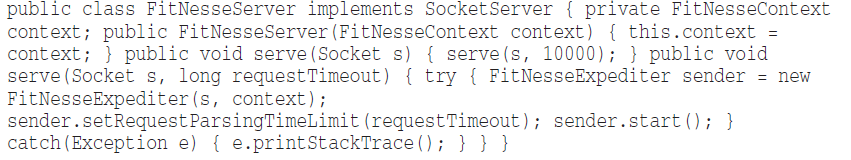 public class FitNesseServer implements SocketServer { private FitNesseContext
context; public FitNesseServer(FitNesseContext context) { this.context =
context; } public void serve(Socket s) { serve(s, 10000); } public void
serve(Socket s, long requestTimeout) { try { FitNesseExpediter sender = new
FitNesseExpediter(s, context);
sender.setRequestParsingTimeLimit(requestTimeout); sender.start(); }
catch(Exception e) { e.printStackTrace(); } } }